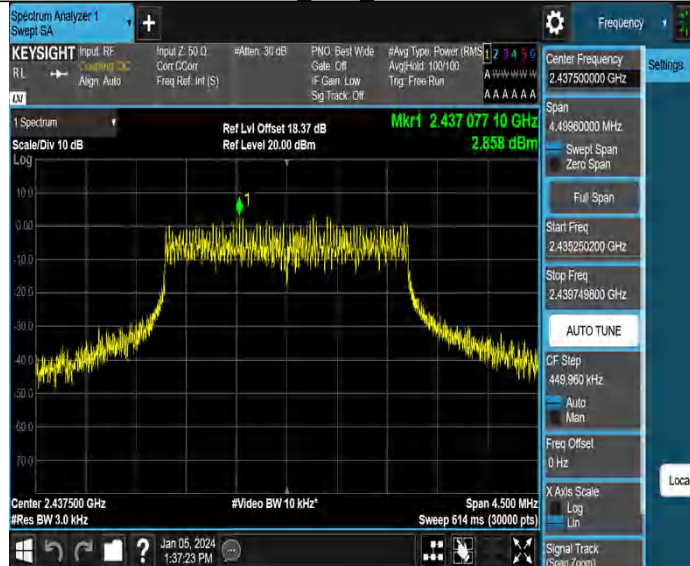 Spectrum Analyzer 1
Swept SA
+
Frequency
KEYSIGHT
RL
Input: RF
Coupling: DC
Align: Auto
Input Z: 50 Ω
Corr CCorr
Freq Ref: Int (S)
#Atten: 30 dB
PNO: Best Wide
Gate: Off
IF Gain: Low
Sig Track: Off
#Avg Type: Power (RMS
Avg|Hold: 100/100
Trig: Free Run
1 2 3 4 5 6
A W W W W W
A A A A A A
LXI
1 Spectrum
Scale/Div 10 dB
Ref Lvl Offset 18.37 dB
Ref Level 20.00 dBm
Mkr1 2.437 077 10 GHz
2.858 dBm
Log
10.0
0.00
-10.0
-20.0
-30.0
-40.0
-50.0
-60.0
-70.0
1
Center 2.437500 GHz
#Res BW 3.0 kHz
#Video BW 10 kHz*
Span 4.500 MHz
Sweep 614 ms (30000 pts)
Jan 05, 2024
1:37:23 PM
?
Center Frequency
2.437500000 GHz
Settings
Span
4.49960000 MHz
Swept Span
Zero Span
Full Span
Start Freq
2.435250200 GHz
Stop Freq
2.439749800 GHz
AUTO TUNE
CF Step
449.960 kHz
Auto
Man
Freq Offset
0 Hz
Loca
X Axis Scale
Log
Lin
Signal Track
(Span Zoom)